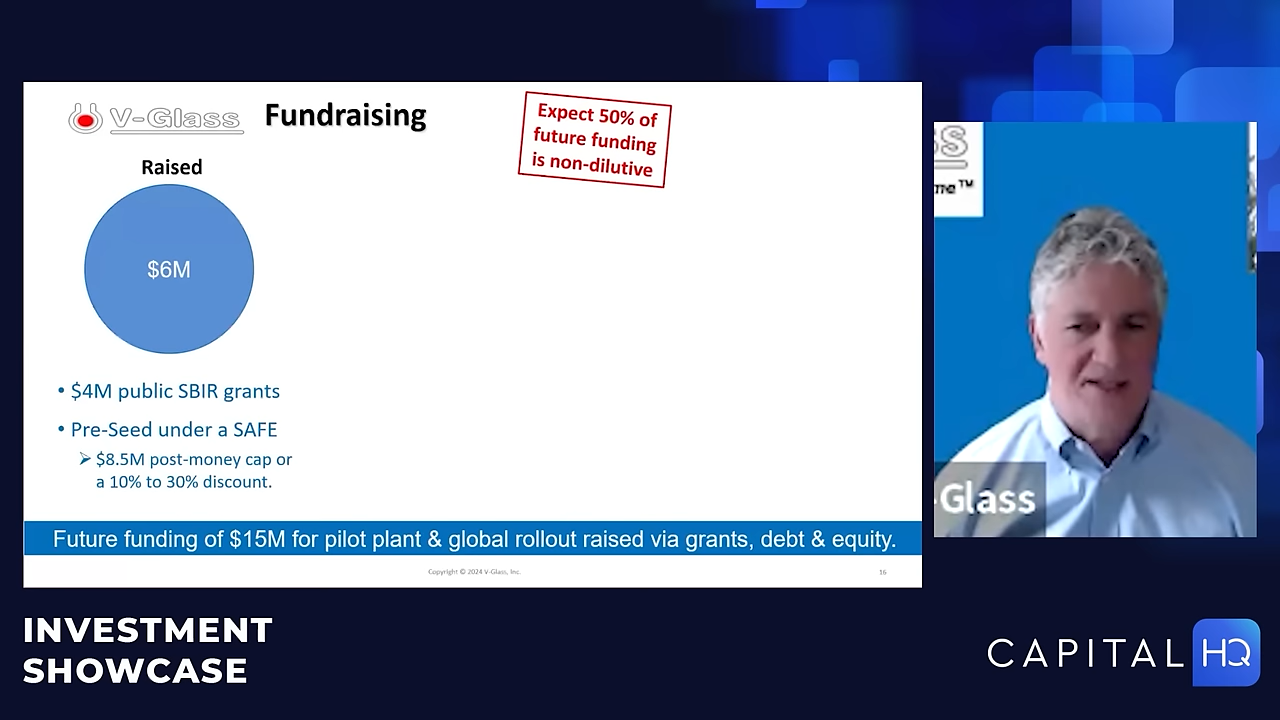 V-Glass
Fundraising
Expect 50% of
future funding
is non-dilutive
Raised
$6M
• $4M public SBIR grants
• Pre-Seed under a SAFE
➢ $8.5M post-money cap or
a 10% to 30% discount.
Future funding of $15M for pilot plant & global rollout raised via grants, debt & equity.
Copyright © 2024 V-Glass, Inc.
16
me™
-Glass
INVESTMENT
SHOWCASE
CAPITAL HQ